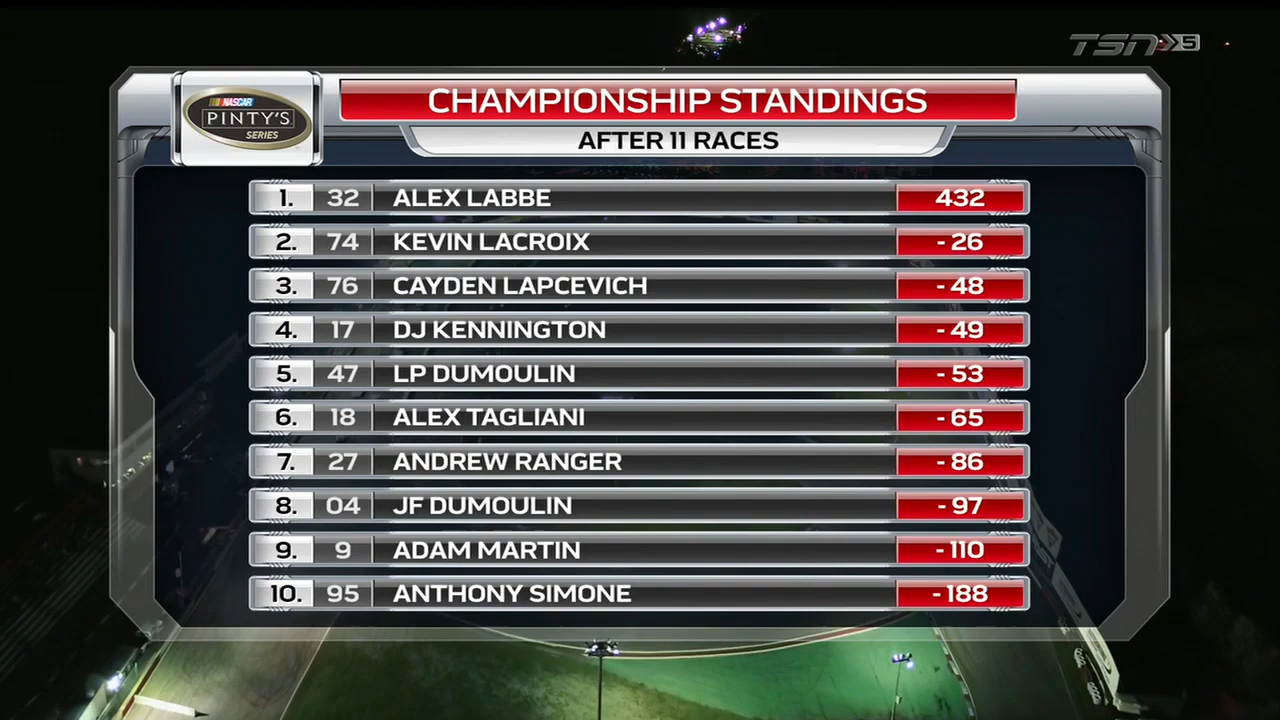 TSN 5
NASCAR
PINTY'S
SERIES
CHAMPIONSHIP STANDINGS
AFTER 11 RACES
1. 32 ALEX LABBE 432
2. 74 KEVIN LACROIX - 26
3. 76 CAYDEN LAPCEVICH - 48
4. 17 DJ KENNINGTON - 49
5. 47 LP DUMOULIN - 53
6. 18 ALEX TAGLIANI - 65
7. 27 ANDREW RANGER - 86
8. 04 JF DUMOULIN - 97
9. 9 ADAM MARTIN - 110
10. 95 ANTHONY SIMONE - 188